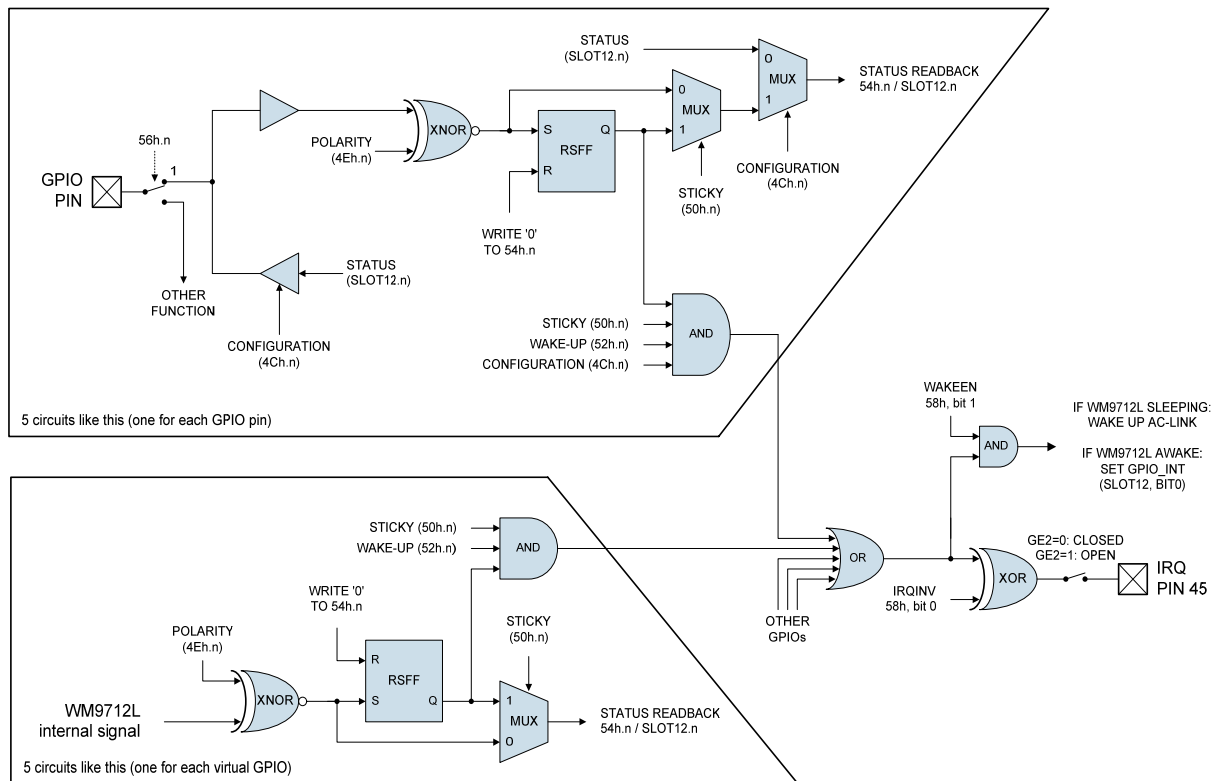 STATUS
(SLOT12.n)
0
MUX
1
STATUS READBACK
54h.n / SLOT12.n
0
MUX
1
56h.n
1
XNOR
S
Q
RSFF
R
POLARITY
(4Eh.n)
CONFIGURATION
(4Ch.n)
GPIO
PIN
STICKY
(50h.n)
WRITE '0'
TO 54h.n
STATUS
(SLOT12.n)
OTHER
FUNCTION
CONFIGURATION
(4Ch.n)
STICKY (50h.n)
WAKE-UP (52h.n)
CONFIGURATION (4Ch.n)
AND
5 circuits like this (one for each GPIO pin)
WAKEEN
58h, bit 1
AND
IF WM9712L SLEEPING:
WAKE UP AC-LINK
IF WM9712L AWAKE:
SET GPIO_INT
(SLOT12, BIT0)
STICKY (50h.n)
WAKE-UP (52h.n)
AND
OR
GE2=0: CLOSED
GE2=1: OPEN
XOR
IRQ
PIN 45
IRQINV
58h, bit 0
OTHER
GPIOs
WRITE '0'
TO 54h.n
STICKY
(50h.n)
POLARITY
(4Eh.n)
R
RSFF
S
Q
XNOR
1
MUX
0
STATUS READBACK
54h.n / SLOT12.n
WM9712L
internal signal
5 circuits like this (one for each virtual GPIO)